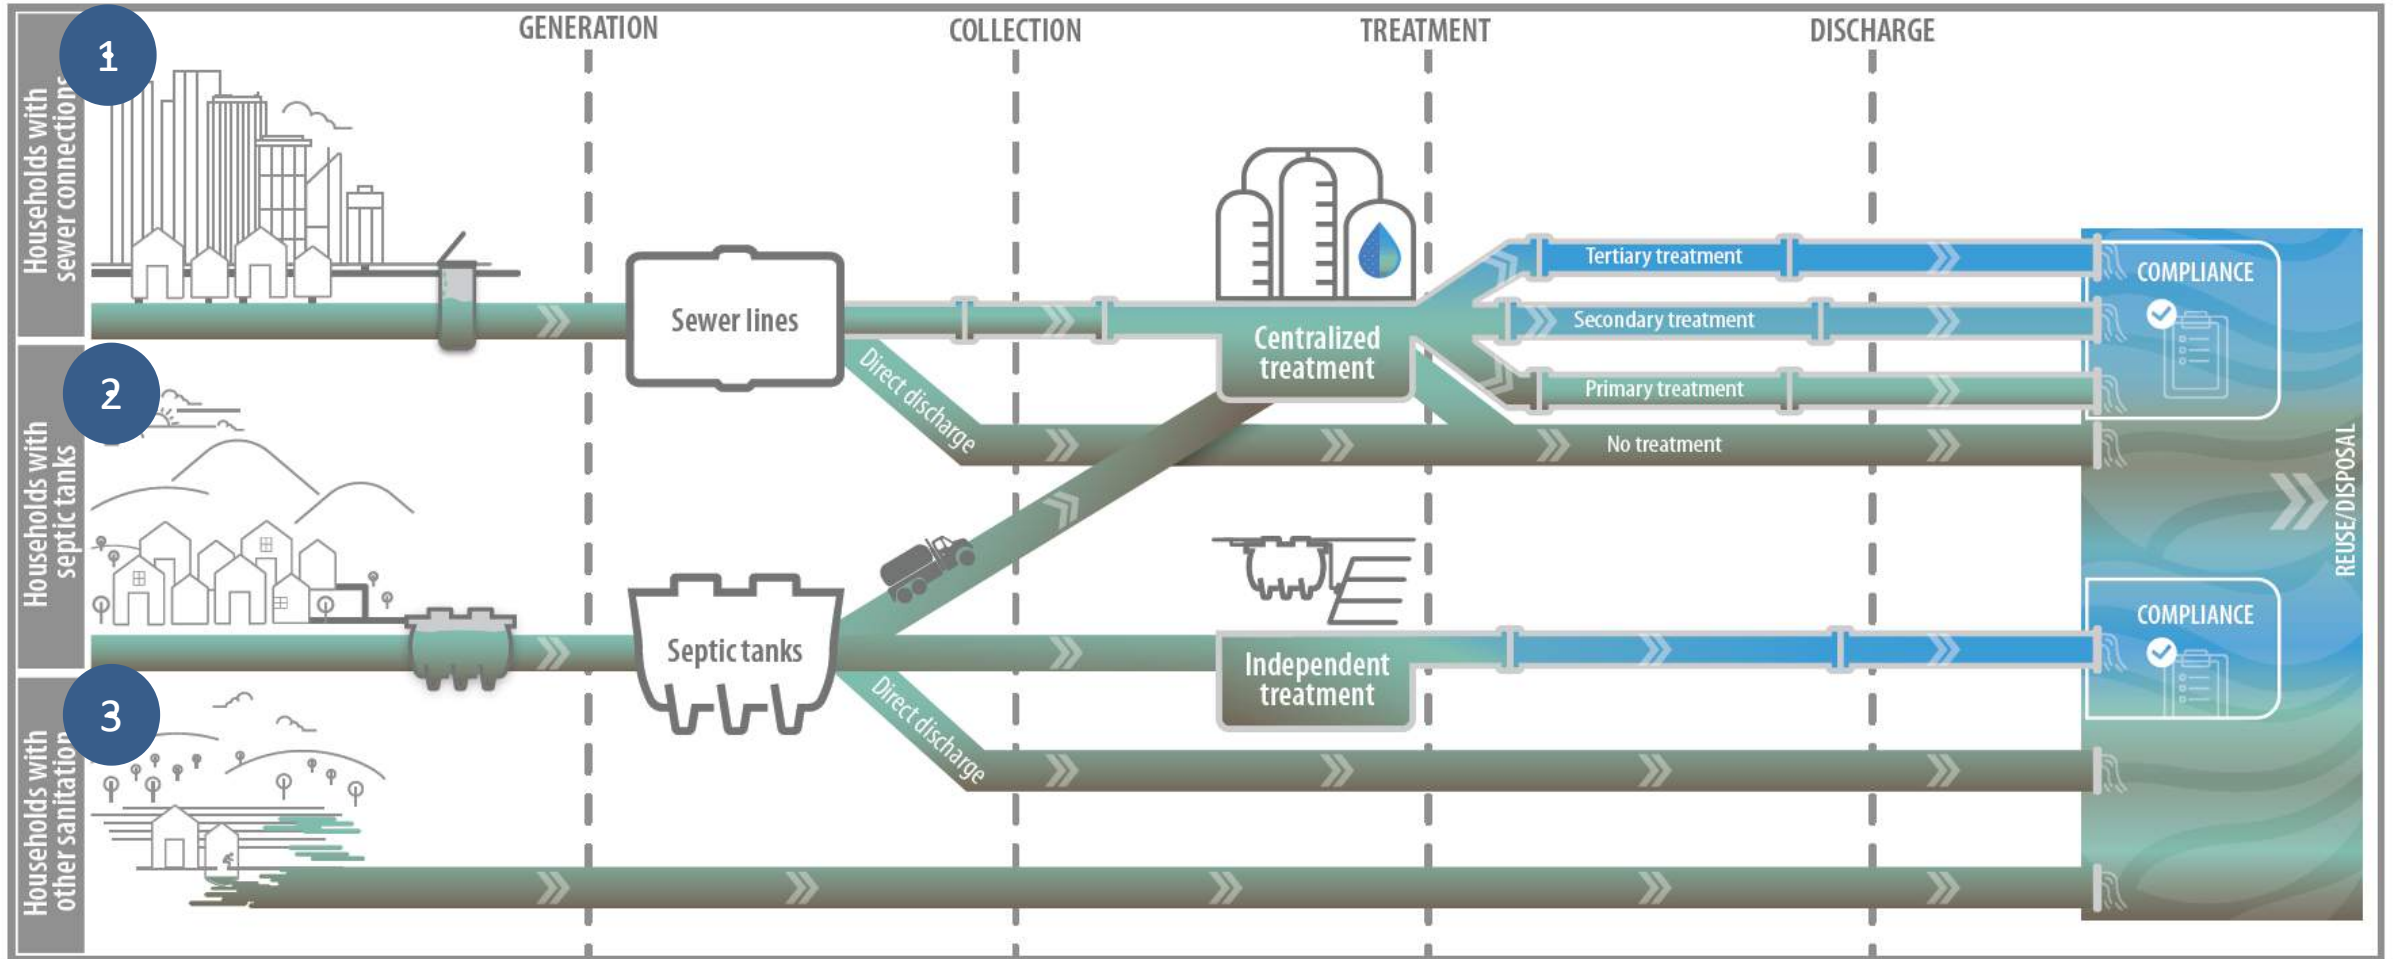 GENERATION
COLLECTION
TREATMENT
DISCHARGE
1
Households with
sewer connections
Sewer lines
Direct discharge
Centralized
treatment
Tertiary treatment
Secondary treatment
Primary treatment
No treatment
COMPLIANCE
REUSE/DISPOSAL
2
Households with
septic tanks
Septic tanks
Direct discharge
Independent
treatment
COMPLIANCE
3
Households with
other sanitation